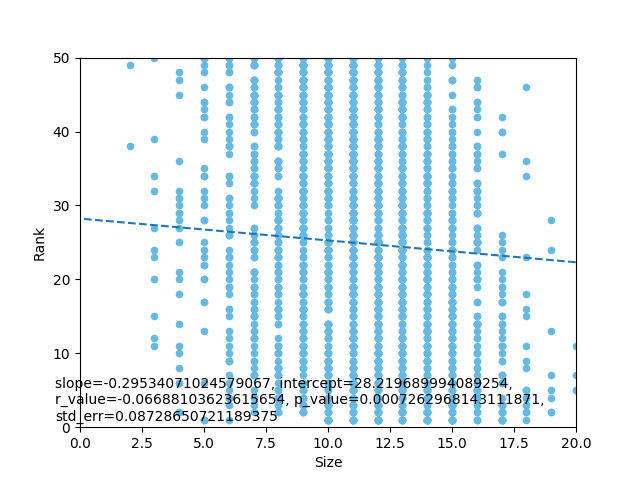 50
40
30
20
10
0
Rank
slope=-0.29534071024579067, intercept=28.219689994089254,
r_value=-0.06688103623615654, p_value=0.0007262968143111871,
std_err=0.08728650721189375
0.0 2.5 5.0 7.5 10.0 12.5 15.0 17.5 20.0
Size